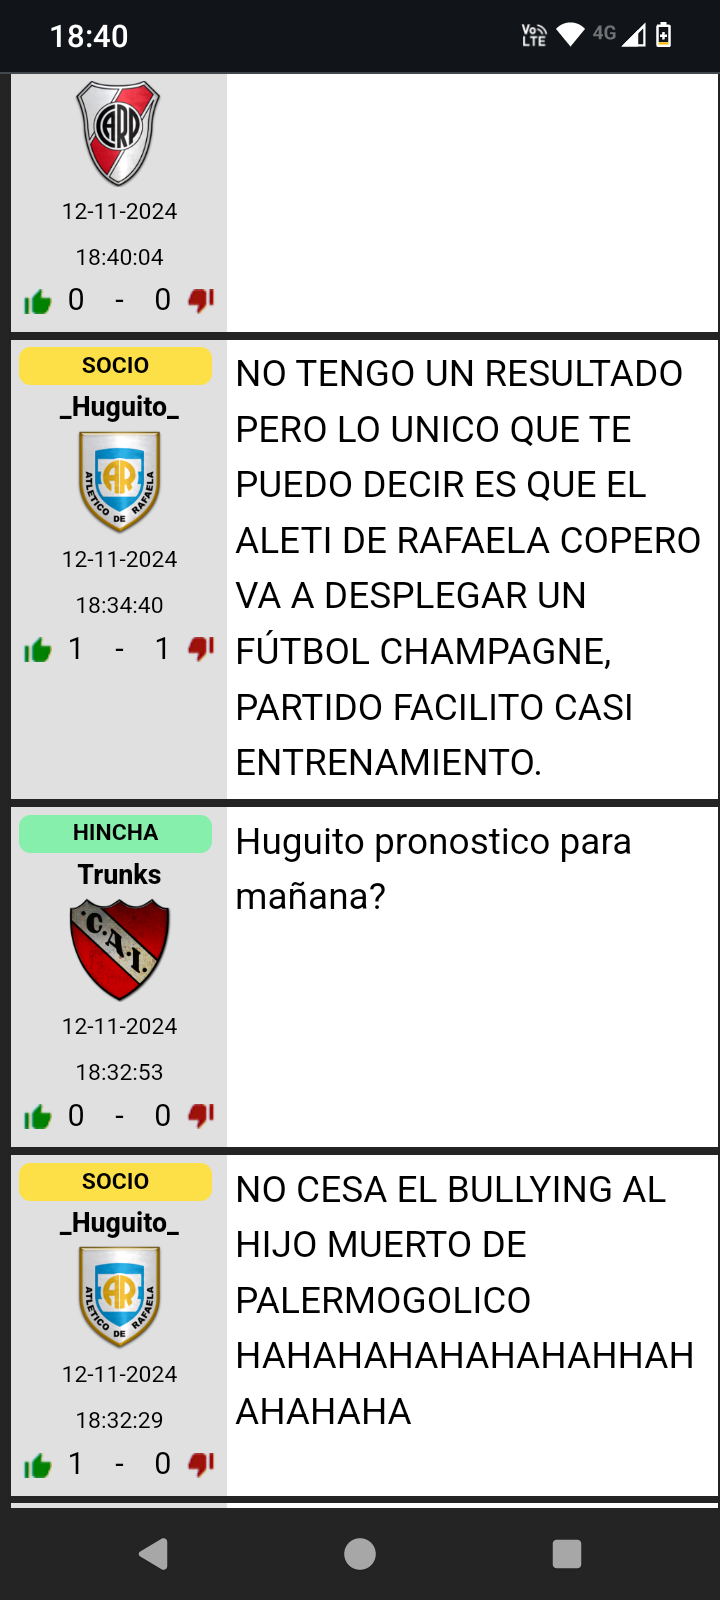 18:40
Vo LTE
4G
CARP
12-11-2024
18:40:04
0 - 0
SOCIO
_Huguito_
AR
ATLETICO DE RAFAELA
12-11-2024
18:34:40
1 - 1
NO TENGO UN RESULTADO
PERO LO UNICO QUE TE
PUEDO DECIR ES QUE EL
ALETI DE RAFAELA COPERO
VA A DESPLEGAR UN
FÚTBOL CHAMPAGNE,
PARTIDO FACILITO CASI
ENTRENAMIENTO.
HINCHA
Trunks
C.A.I.
12-11-2024
18:32:53
0 - 0
Huguito pronostico para
mañana?
SOCIO
_Huguito_
AR
ATLETICO DE RAFAELA
12-11-2024
18:32:29
1 - 0
NO CESA EL BULLYING AL
HIJO MUERTO DE
PALERMOGOLICO
HAHAHAHAHAHAHAHHAH
AHAHAHA